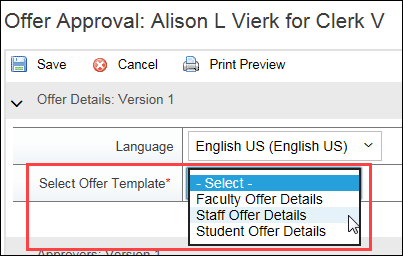 Offer Approval: Alison L Vierk for Clerk V
Save Cancel Print Preview
Offer Details: Version 1
Language English US (English US)
Select Offer Template* - Select -
Faculty Offer Details
Staff Offer Details
Student Offer Details
Approvers: Version 1